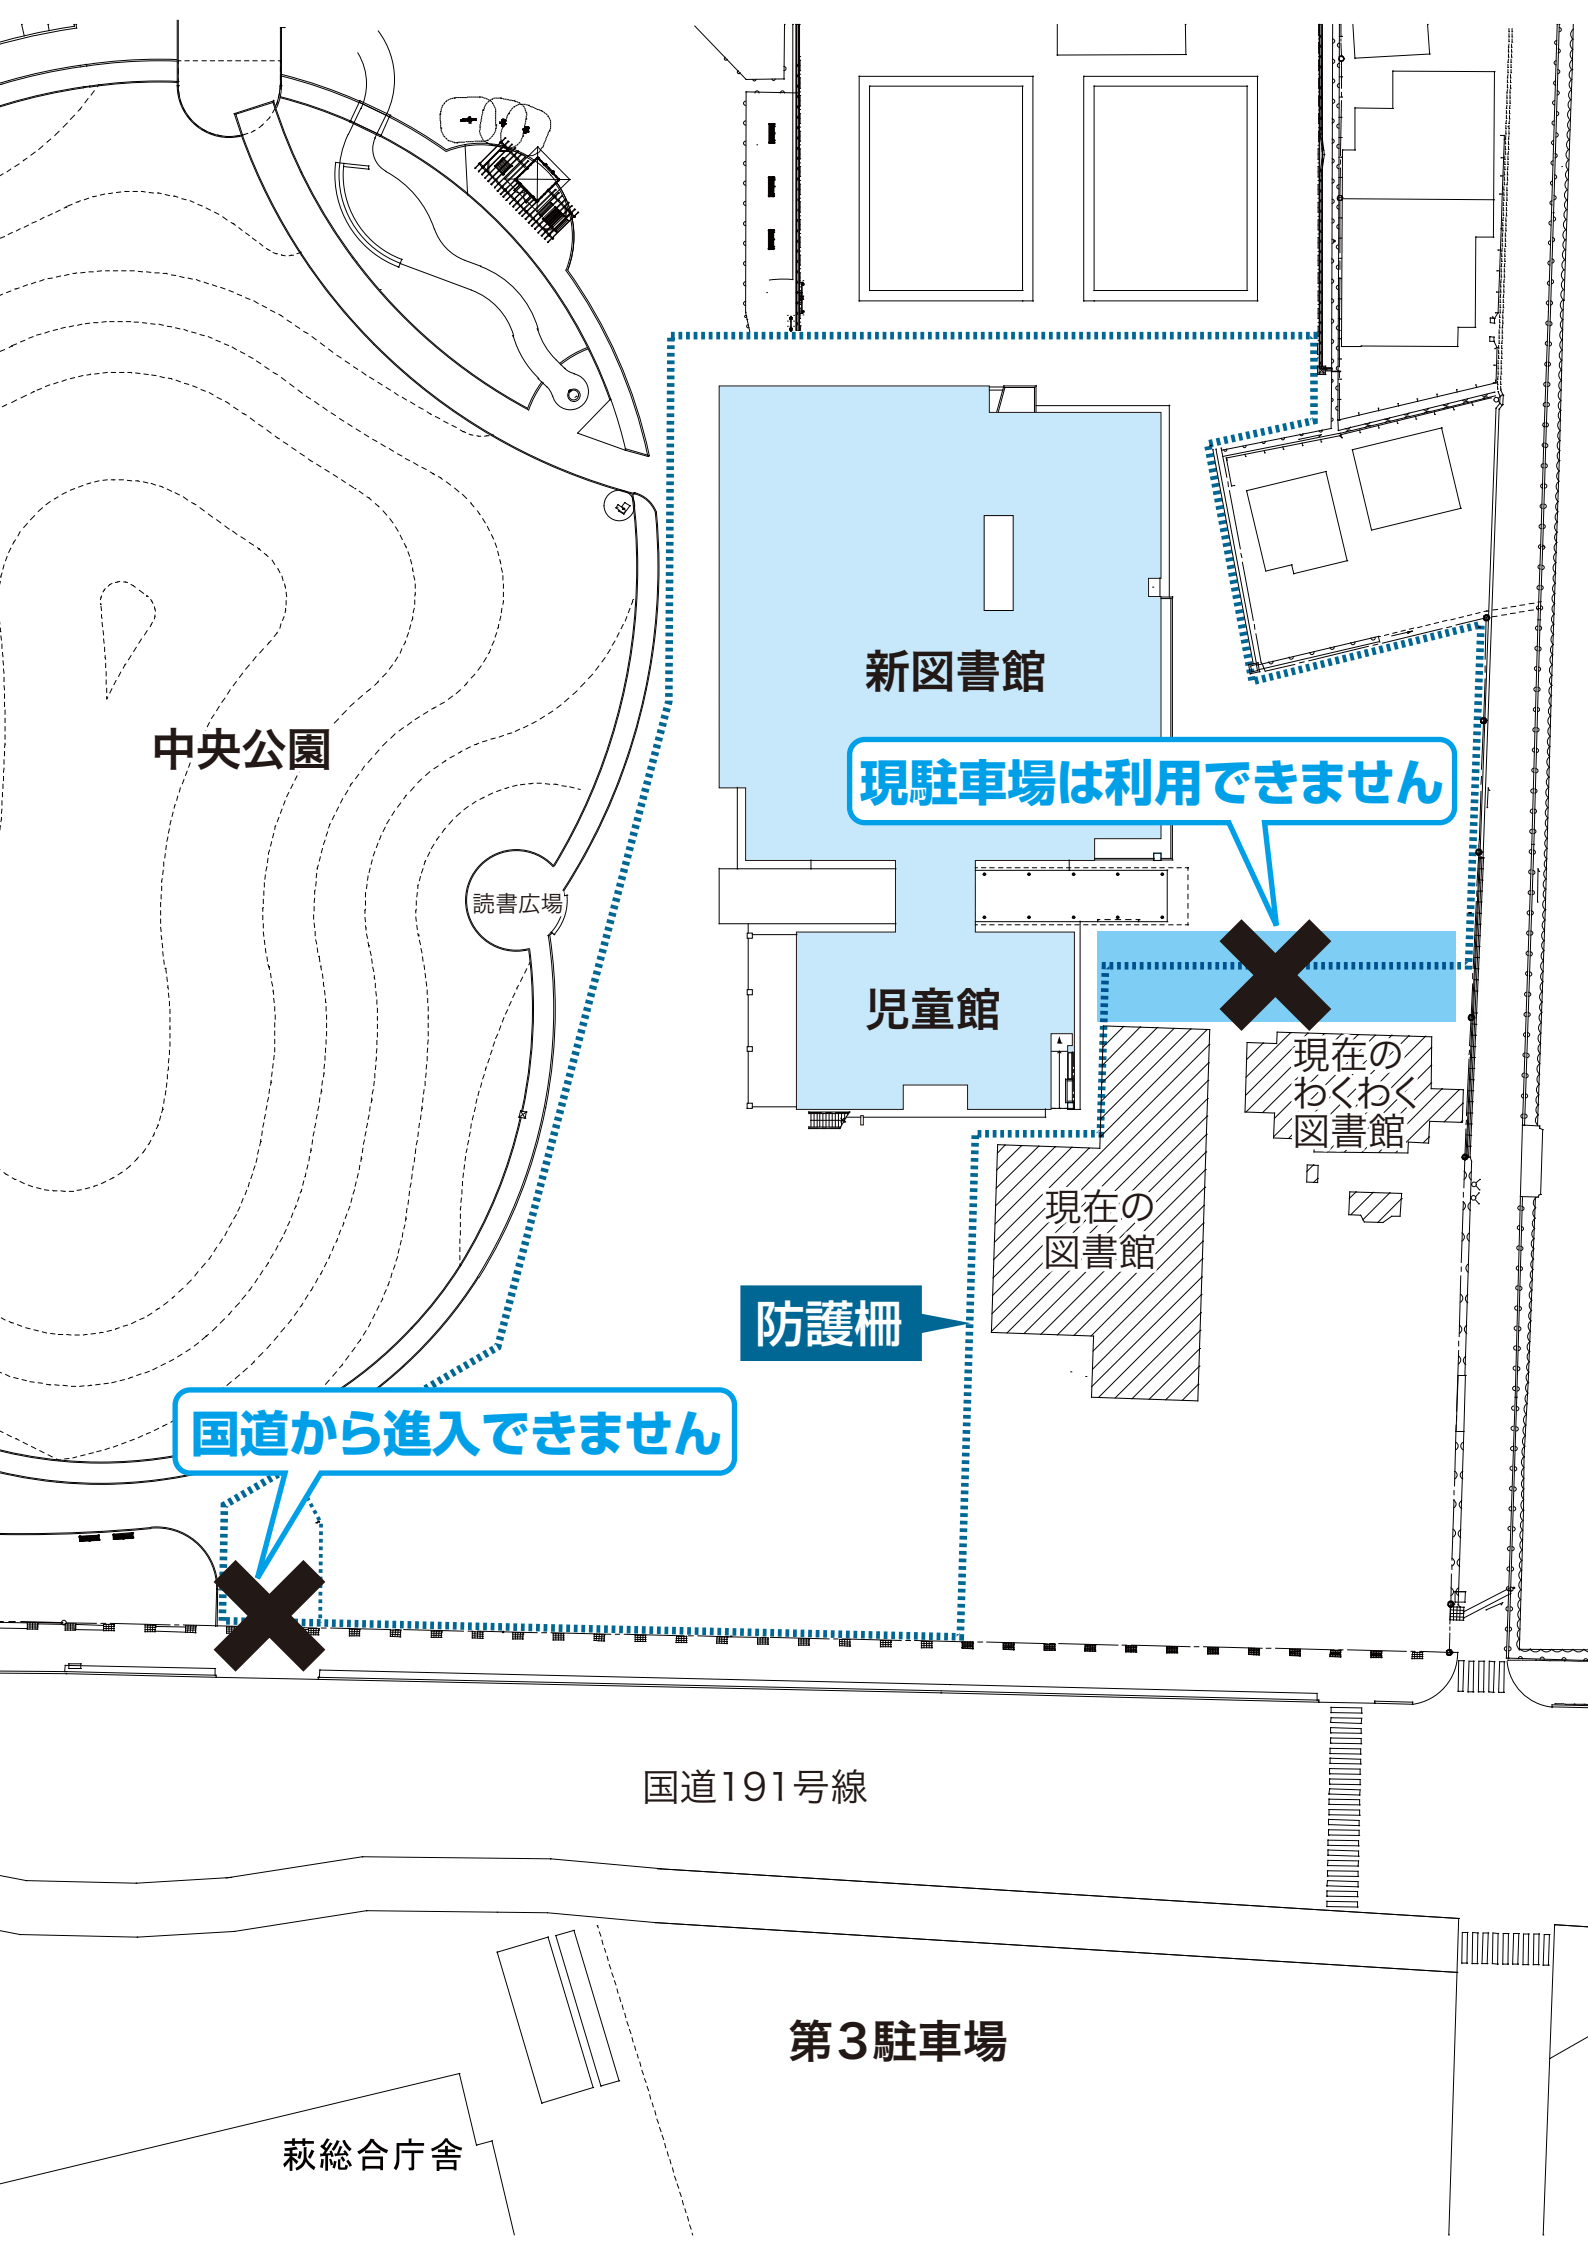 新図書館
中央公園
現駐車場は利用できません
読書広場
児童館
現在の
わくわく
図書館
現在の
図書館
防護柵
国道から進入できません
国道191号線
第3駐車場
萩総合庁舎